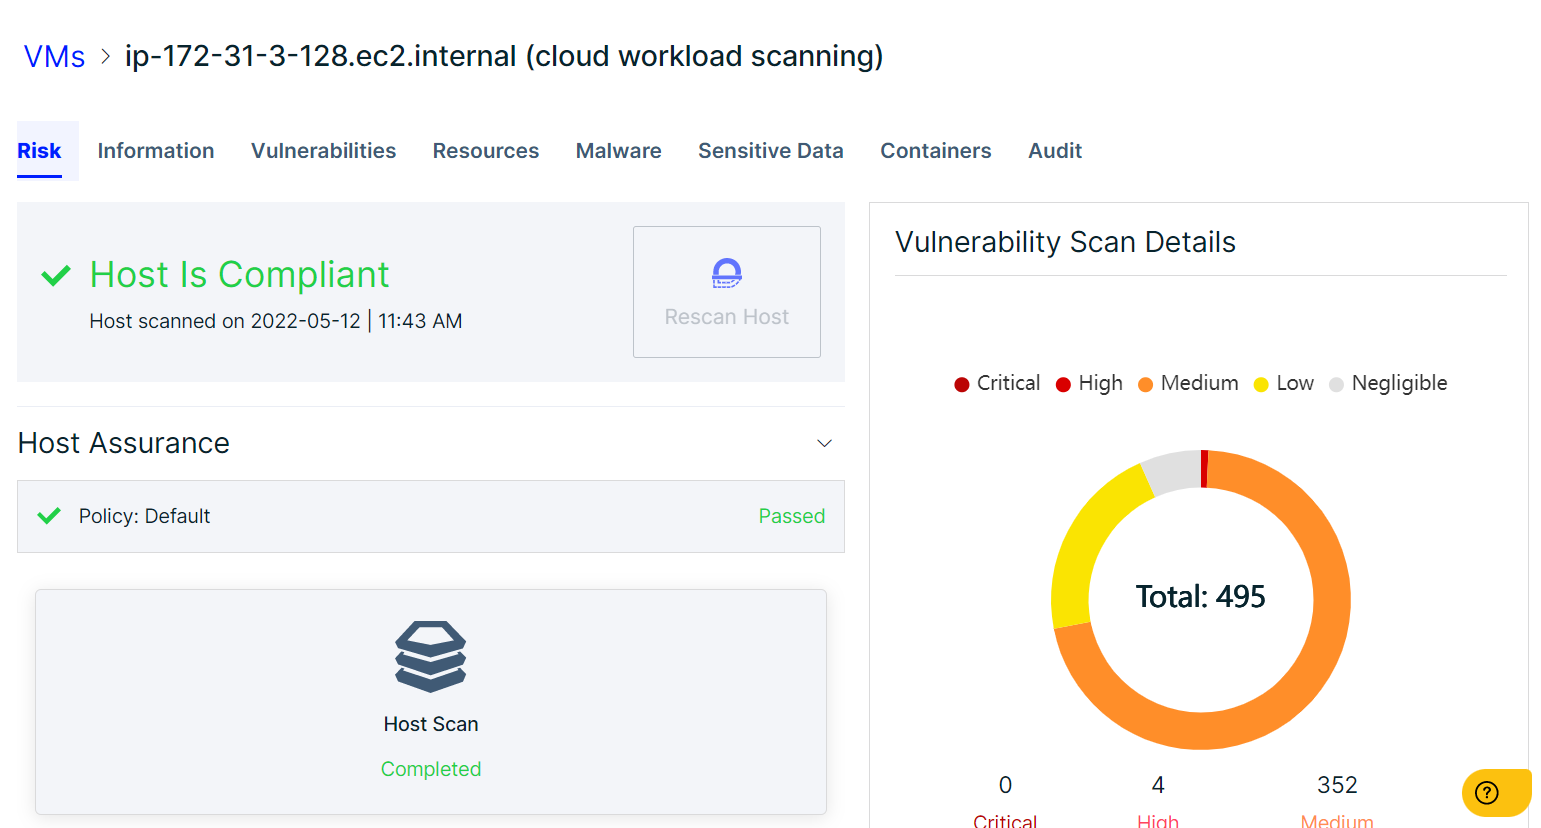 VMs > ip-172-31-3-128.ec2.internal (cloud workload scanning)
Risk Information Vulnerabilities Resources Malware Sensitive Data Containers Audit
Host Is Compliant
Host scanned on 2022-05-12 | 11:43 AM
Rescan Host
Host Assurance
Policy: Default Passed
Host Scan
Completed
Vulnerability Scan Details
Critical High Medium Low Negligible
Total: 495
0 4 352
Critical High Medium
?